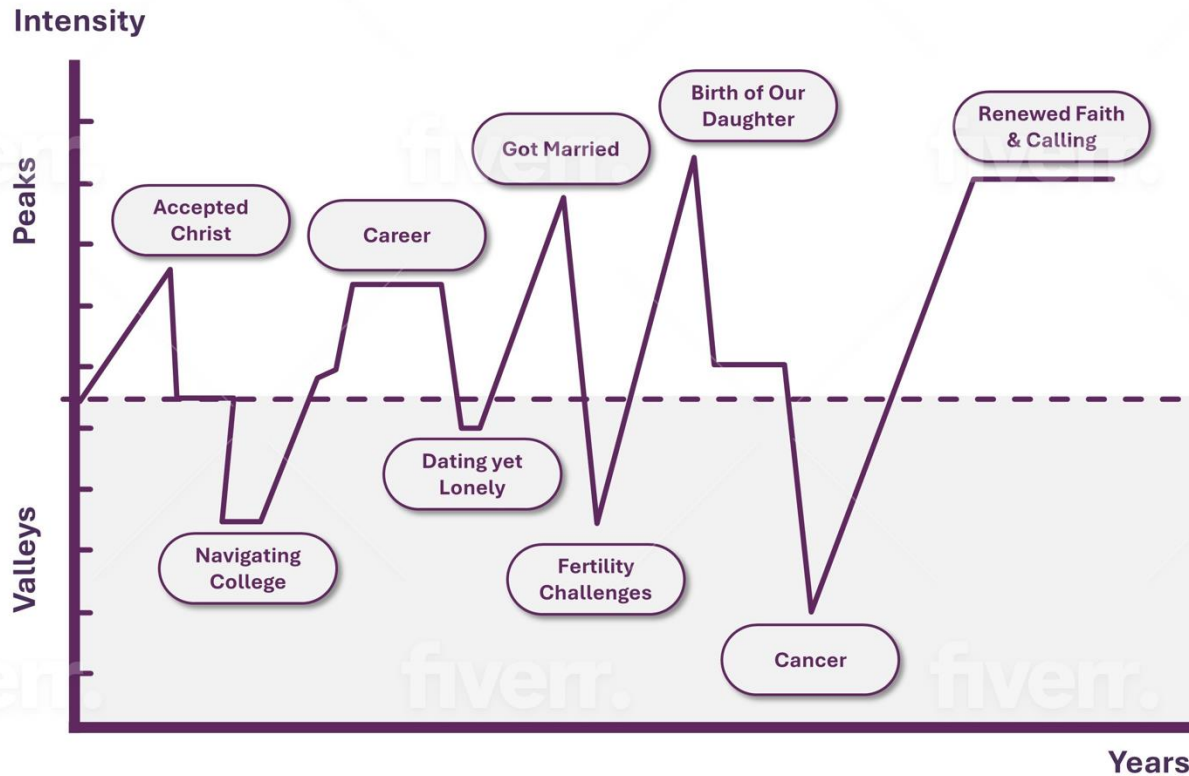 Intensity
Peaks
Valleys
Accepted
Christ
Navigating
College
Career
Dating yet
Lonely
Got Married
Fertility
Challenges
Birth of Our
Daughter
Cancer
Renewed Faith
& Calling
Years
fiverr.
fiverr.
err.
fiverr.
fiverr.